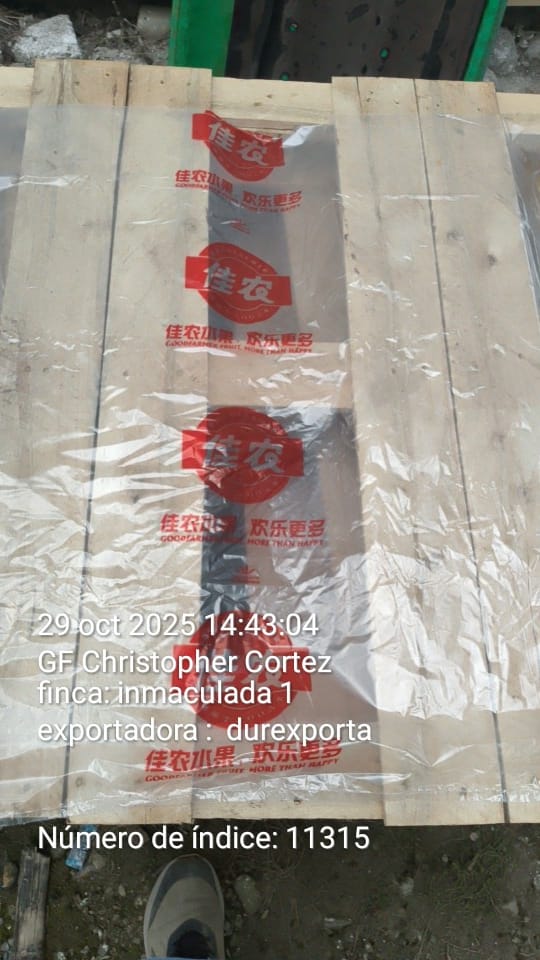 佳农
佳农水果 欢乐更多
GOODFARMER FRUIT, MORE THAN HAPPY
佳农
佳农水果 欢乐更多
GOODFARMER FRUIT, MORE THAN HAPPY
佳农
佳农水果 欢乐更多
GOODFARMER FRUIT, MORE THAN HAPPY
29 oct 2025 14:43:04
GF Christopher Cortez
finca: inmaculada 1
exportadora : durexporta
佳农水果 欢乐更多
GOODFARMER FRUIT, MORE THAN HAPPY
Número de índice: 11315